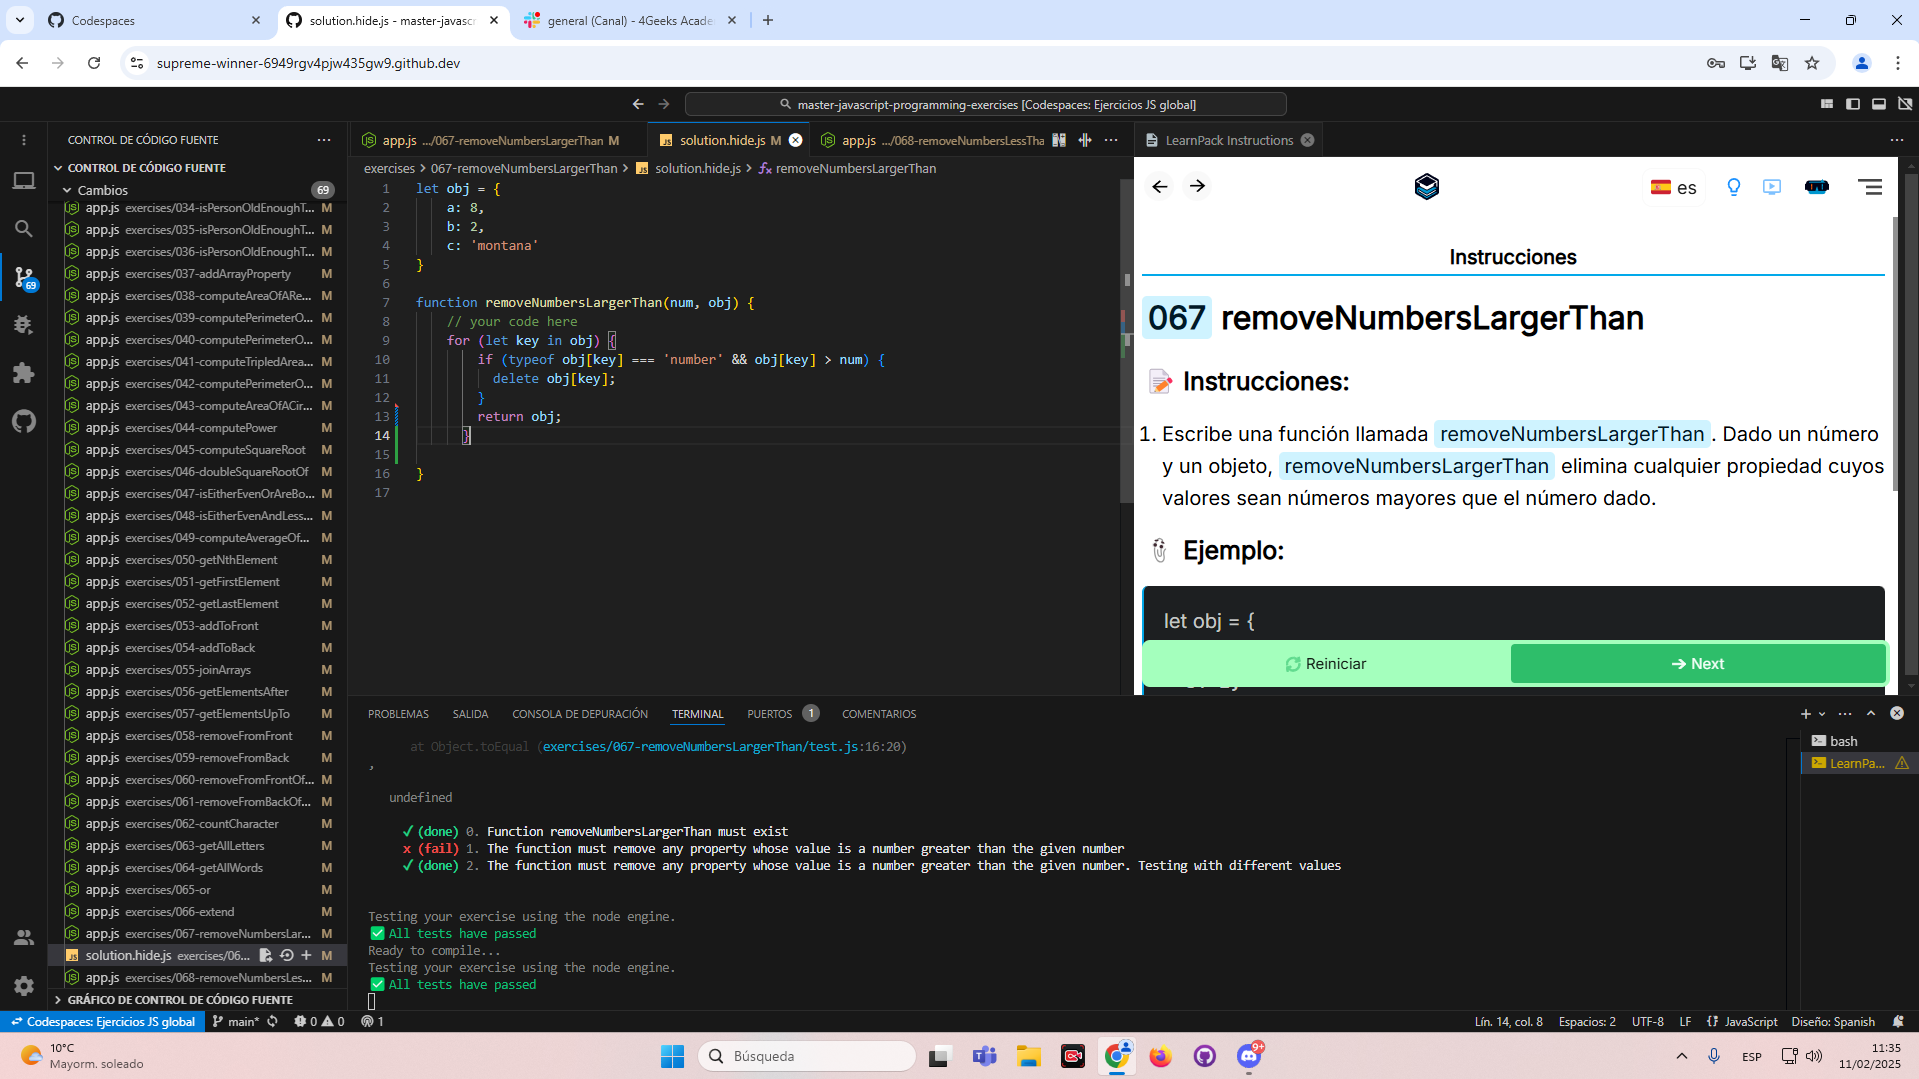 Codespaces
solution.hide.js - master-javasc
general (Canal) - 4Geeks Acade
supreme-winner-6949rgv4pjw435gw9.github.dev
master-javascript-programming-exercises [Codespaces: Ejercicios JS global]
CONTROL DE CÓDIGO FUENTE
CONTROL DE CÓDIGO FUENTE
Cambios 69
app.js exercises/034-isPersonOldEnoughT... M
app.js exercises/035-isPersonOldEnoughT... M
app.js exercises/036-isPersonOldEnoughT... M
app.js exercises/037-addArrayProperty M
app.js exercises/038-computeAreaOfARe... M
app.js exercises/039-computePerimeterO... M
app.js exercises/040-computePerimeterO... M
app.js exercises/041-computeTripledArea... M
app.js exercises/042-computePerimeterO... M
app.js exercises/043-computeAreaOfACir... M
app.js exercises/044-computePower M
app.js exercises/045-computeSquareRoot M
app.js exercises/046-doubleSquareRootOf M
app.js exercises/047-isEitherEvenOrAreBo... M
app.js exercises/048-isEitherEvenAndLess... M
app.js exercises/049-computeAverageOf... M
app.js exercises/050-getNthElement M
app.js exercises/051-getFirstElement M
app.js exercises/052-getLastElement M
app.js exercises/053-addToFront M
app.js exercises/054-addToBack M
app.js exercises/055-joinArrays M
app.js exercises/056-getElementsAfter M
app.js exercises/057-getElementsUpTo M
app.js exercises/058-removeFromFront M
app.js exercises/059-removeFromBack M
app.js exercises/060-removeFromFrontOf... M
app.js exercises/061-removeFromBackOf... M
app.js exercises/062-countCharacter M
app.js exercises/063-getAllLetters M
app.js exercises/064-getAllWords M
app.js exercises/065-or M
app.js exercises/066-extend M
app.js exercises/067-removeNumbersLar... M
solution.hide.js exercises/06... M
app.js exercises/068-removeNumbersLes... M
GRÁFICO DE CONTROL DE CÓDIGO FUENTE
69
app.js .../067-removeNumbersLargerThan M
solution.hide.js M
app.js .../068-removeNumbersLessTha
exercises > 067-removeNumbersLargerThan > solution.hide.js > removeNumbersLargerThan
1 let obj = {
2 a: 8,
3 b: 2,
4 c: 'montana'
5 }
6
7 function removeNumbersLargerThan(num, obj) {
8 // your code here
9 for (let key in obj) {
10 if (typeof obj[key] === 'number' && obj[key] > num) {
11 delete obj[key];
12 }
13 return obj;
14 }
15
16 }
17
LearnPack Instructions
es
Instrucciones
067 removeNumbersLargerThan
Instrucciones:
1. Escribe una función llamada removeNumbersLargerThan. Dado un número
y un objeto, removeNumbersLargerThan elimina cualquier propiedad cuyos
valores sean números mayores que el número dado.
Ejemplo:
let obj = {
Reiniciar
Next
PROBLEMAS SALIDA CONSOLA DE DEPURACIÓN TERMINAL PUERTOS 1 COMENTARIOS
at Object.toEqual (exercises/067-removeNumbersLargerThan/test.js:16:20)
,
undefined
✓ (done) 0. Function removeNumbersLargerThan must exist
x (fail) 1. The function must remove any property whose value is a number greater than the given number
✓ (done) 2. The function must remove any property whose value is a number greater than the given number. Testing with different values
Testing your exercise using the node engine.
✅ All tests have passed
Ready to compile...
Testing your exercise using the node engine.
✅ All tests have passed
bash
LearnPa...
Codespaces: Ejercicios JS global
main*
0 0
1
Lín. 14, col. 8
Espacios: 2
UTF-8
LF
JavaScript
Diseño: Spanish
10°C
Mayorm. soleado
Búsqueda
9+
ESP
11:35
11/02/2025